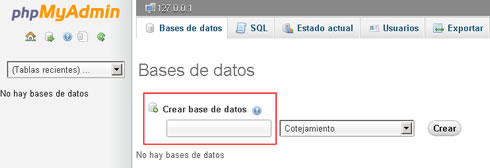 phpMyAdmin
127.0.0.1
Bases de datos
SQL
Estado actual
Usuarios
Exportar
(Tablas recientes) ...
No hay bases de datos
Bases de datos
Crear base de datos
Cotejamiento
Crear
No hay bases de datos